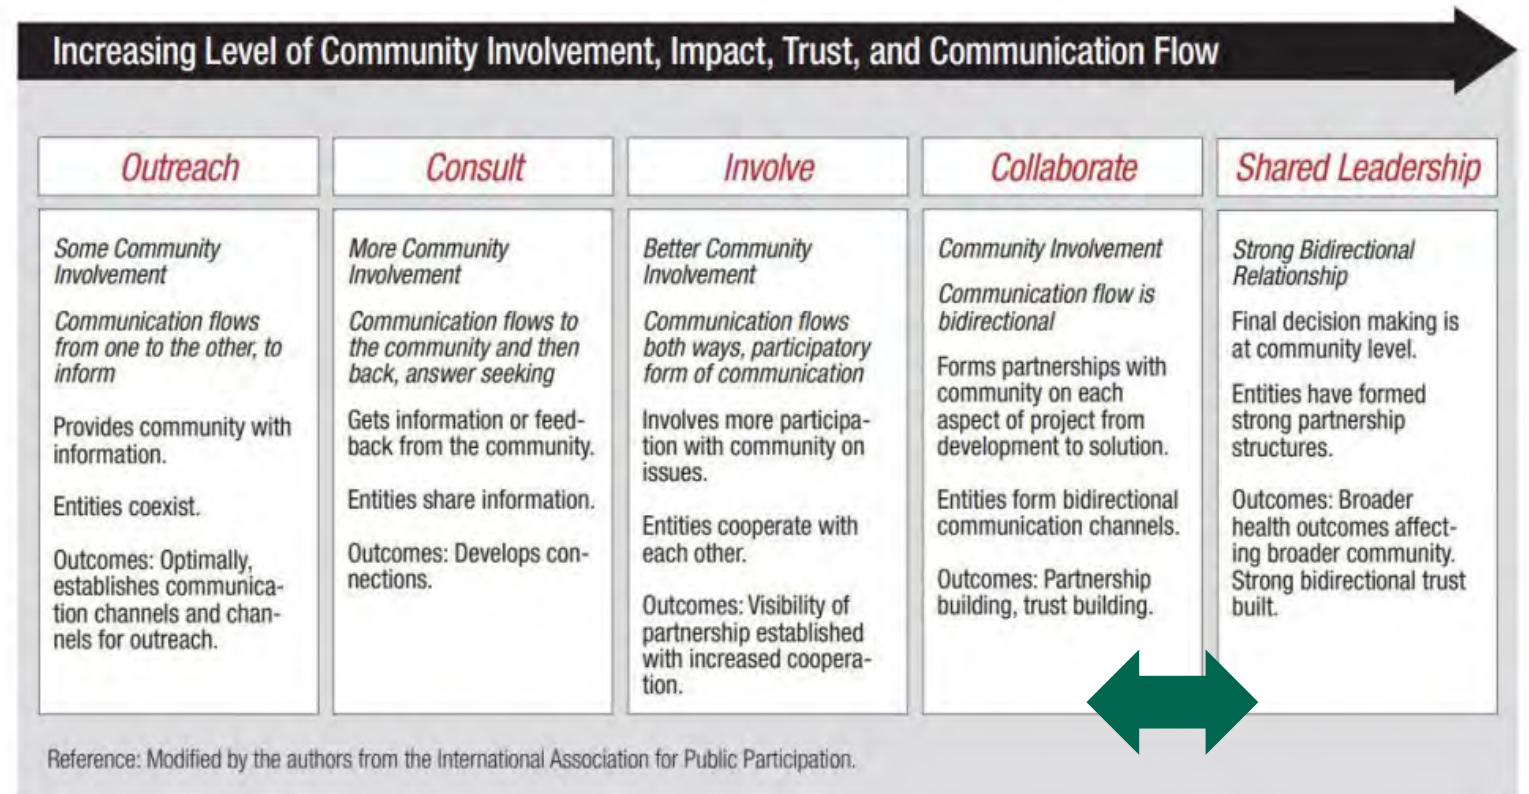 Increasing Level of Community Involvement, Impact, Trust, and Communication Flow
Outreach
Some Community
Involvement
Communication flows
from one to the other, to
inform
Provides community with
information.
Entities coexist.
Outcomes: Optimally,
establishes communica-
tion channels and chan-
nels for outreach.
Consult
More Community
Involvement
Communication flows to
the community and then
back, answer seeking
Gets information or feed-
back from the community.
Entities share information.
Outcomes: Develops con-
nections.
Involve
Better Community
Involvement
Communication flows
both ways, participatory
form of communication
Involves more participa-
tion with community on
issues.
Entities cooperate with
each other.
Outcomes: Visibility of
partnership established
with increased coopera-
tion.
Collaborate
Community Involvement
Communication flow is
bidirectional
Forms partnerships with
community on each
aspect of project from
development to solution.
Entities form bidirectional
communication channels.
Outcomes: Partnership
building, trust building.
Shared Leadership
Strong Bidirectional
Relationship
Final decision making is
at community level.
Entities have formed
strong partnership
structures.
Outcomes: Broader
health outcomes affect-
ing broader community.
Strong bidirectional trust
built.
Reference: Modified by the authors from the International Association for Public Participation.